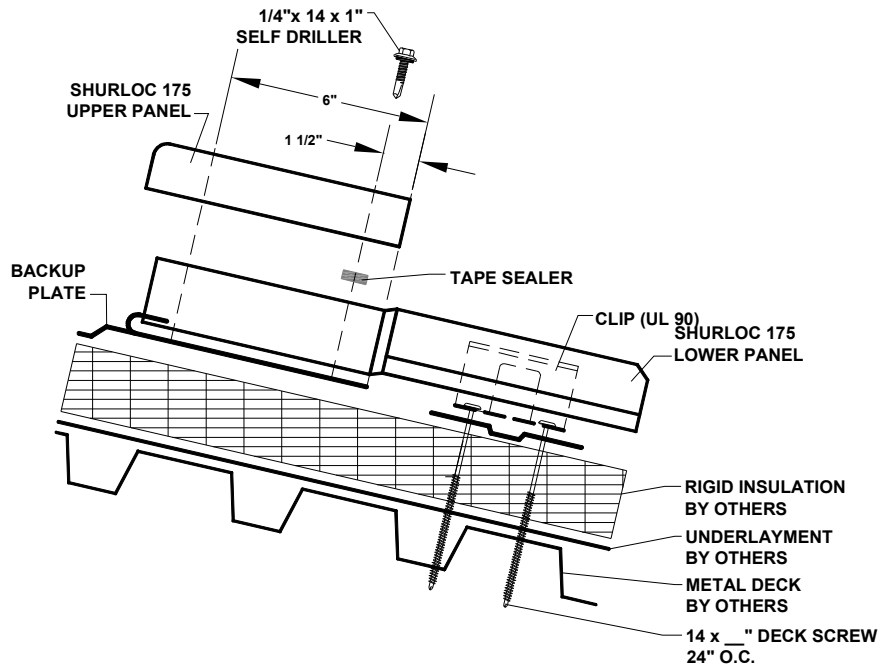 1/4"x 14 x 1"
SELF DRILLER
SHURLOC 175
UPPER PANEL
6"
1 1/2"
BACKUP
PLATE
TAPE SEALER
CLIP (UL 90)
SHURLOC 175
LOWER PANEL
RIGID INSULATION
BY OTHERS
UNDERLAYMENT
BY OTHERS
METAL DECK
BY OTHERS
14 x __" DECK SCREW
24" O.C.